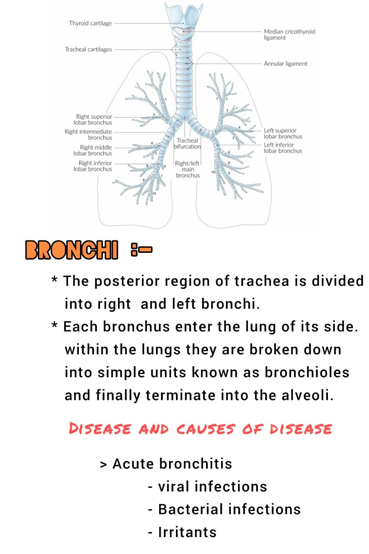 Thyroid cartilage
Median cricothyroid
ligament
Tracheal cartilages
Annular ligament
Right superior
lobar bronchus
Right intermediate
bronchus
Right middle
lobar bronchus
Right inferior
lobar bronchus
Tracheal
bifurcation
Right/left
main
bronchus
Left superior
lobar bronchus
Left inferior
lobar bronchus
BRONCHI :-
* The posterior region of trachea is divided
into right and left bronchi.
* Each bronchus enter the lung of its side.
within the lungs they are broken down
into simple units known as bronchioles
and finally terminate into the alveoli.
Disease and causes of disease
> Acute bronchitis
- viral infections
- Bacterial infections
- Irritants